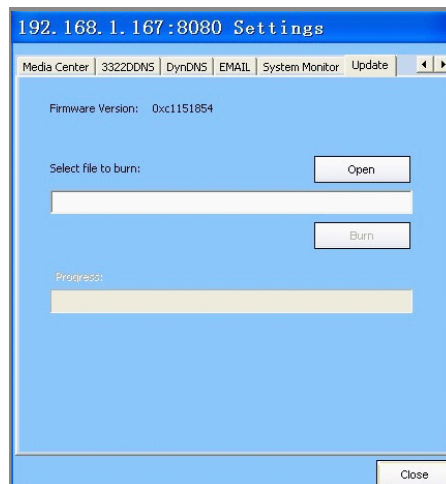 192.168.1.167:8080 Settings
Media Center 3322DDNS DynDNS EMAIL System Monitor Update
Firmware Version: 0xc1151854
Select file to burn: Open
Burn
Progress:
Close